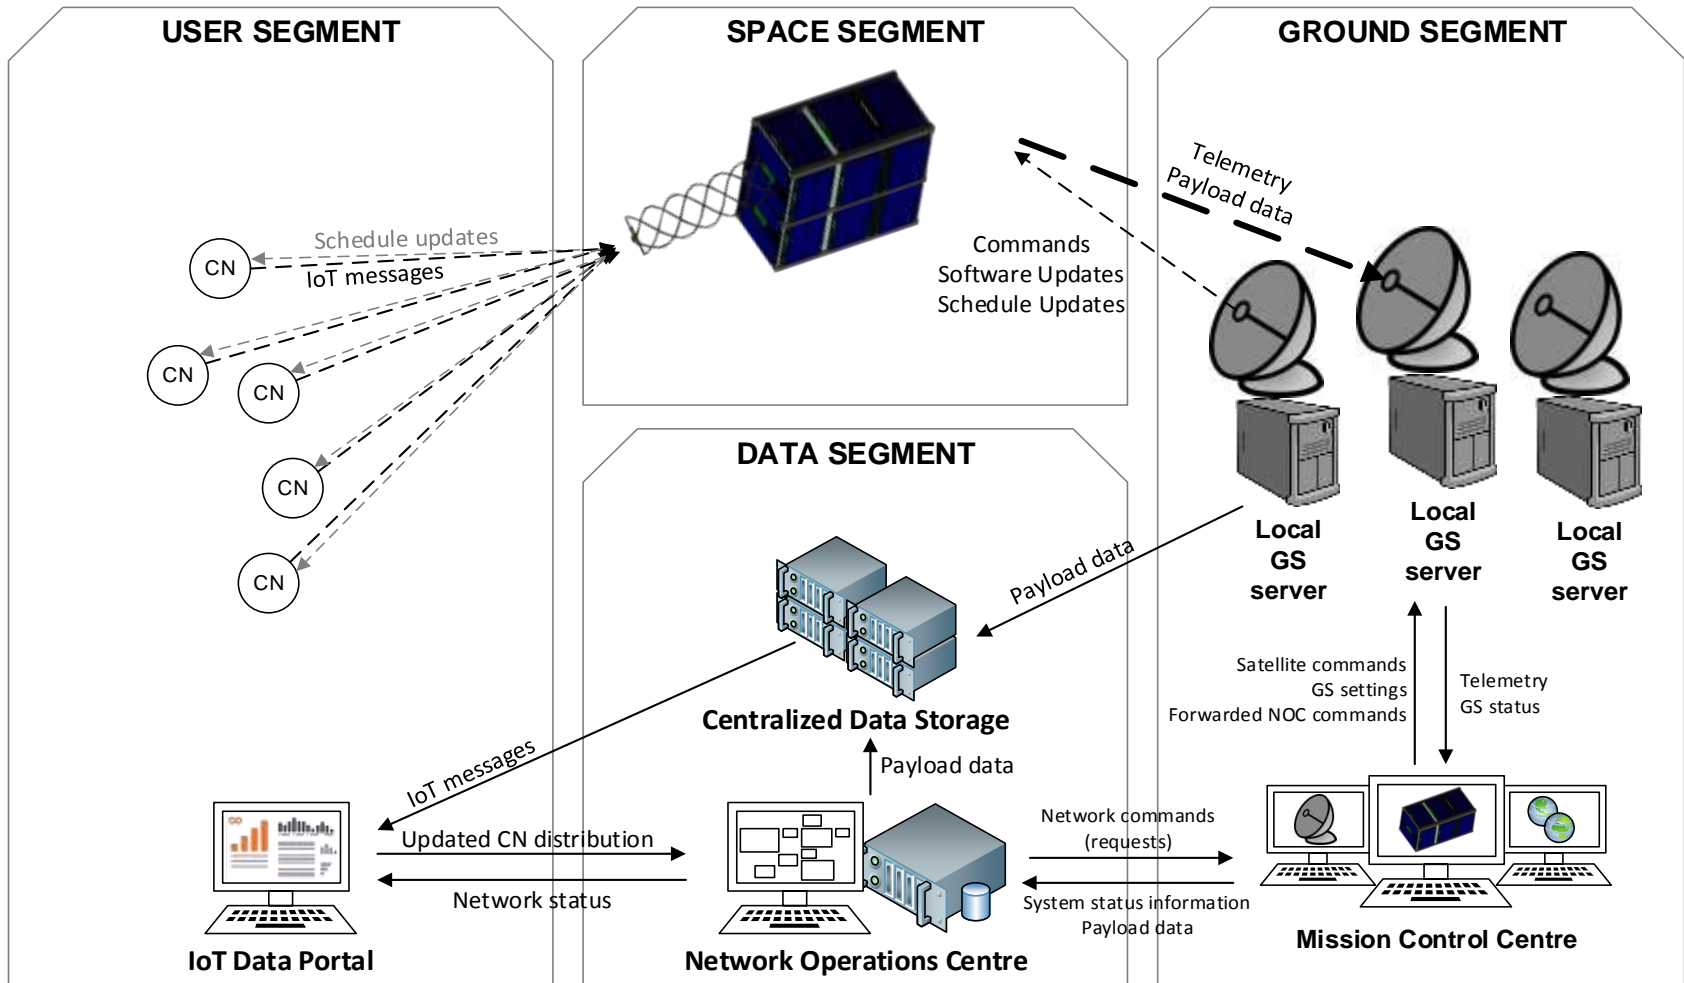 USER SEGMENT
SPACE SEGMENT
GROUND SEGMENT
Telemetry
Payload data
Schedule updates
IoT messages
CN
CN
CN
CN
CN
Commands
Software Updates
Schedule Updates
DATA SEGMENT
Local
GS
server
Local
GS
server
Local
GS
server
Payload data
Centralized Data Storage
Satellite commands
GS settings
Forwarded NOC commands
Telemetry
GS status
IoT messages
Payload data
Updated CN distribution
Network status
Network commands
(requests)
System status information
Payload data
IoT Data Portal
Network Operations Centre
Mission Control Centre